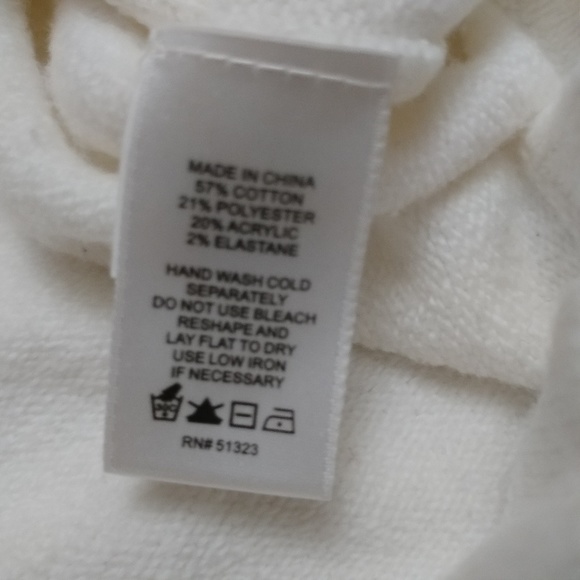 MADE IN CHINA
57% COTTON
21% POLYESTER
20% ACRYLIC
2% ELASTANE
HAND WASH COLD
SEPARATELY
DO NOT USE BLEACH
RESHAPE AND
LAY FLAT TO DRY
USE LOW IRON
IF NECESSARY
RN# 51323